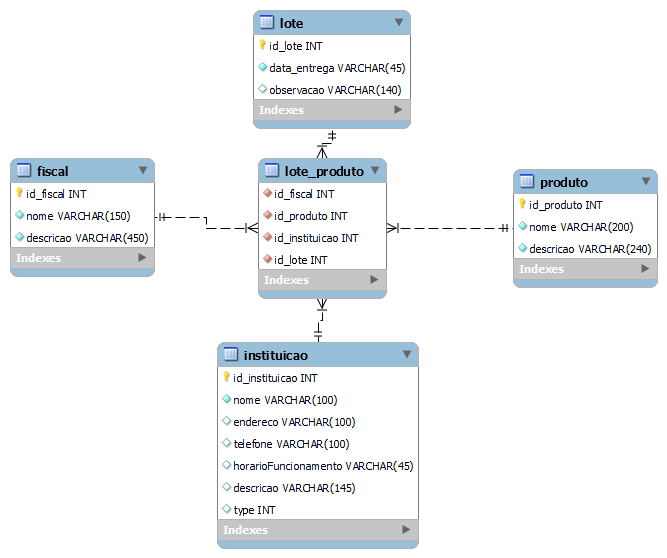 lote
id_lote INT
data_entrega VARCHAR(45)
observacao VARCHAR(140)
Indexes
fiscal
id_fiscal INT
nome VARCHAR(150)
descricao VARCHAR(450)
Indexes
lote_produto
id_fiscal INT
id_produto INT
id_instituicao INT
id_lote INT
Indexes
produto
id_produto INT
nome VARCHAR(200)
descricao VARCHAR(240)
Indexes
instituicao
id_instituicao INT
nome VARCHAR(100)
endereco VARCHAR(100)
telefone VARCHAR(100)
horarioFuncionamento VARCHAR(45)
descricao VARCHAR(145)
type INT
Indexes